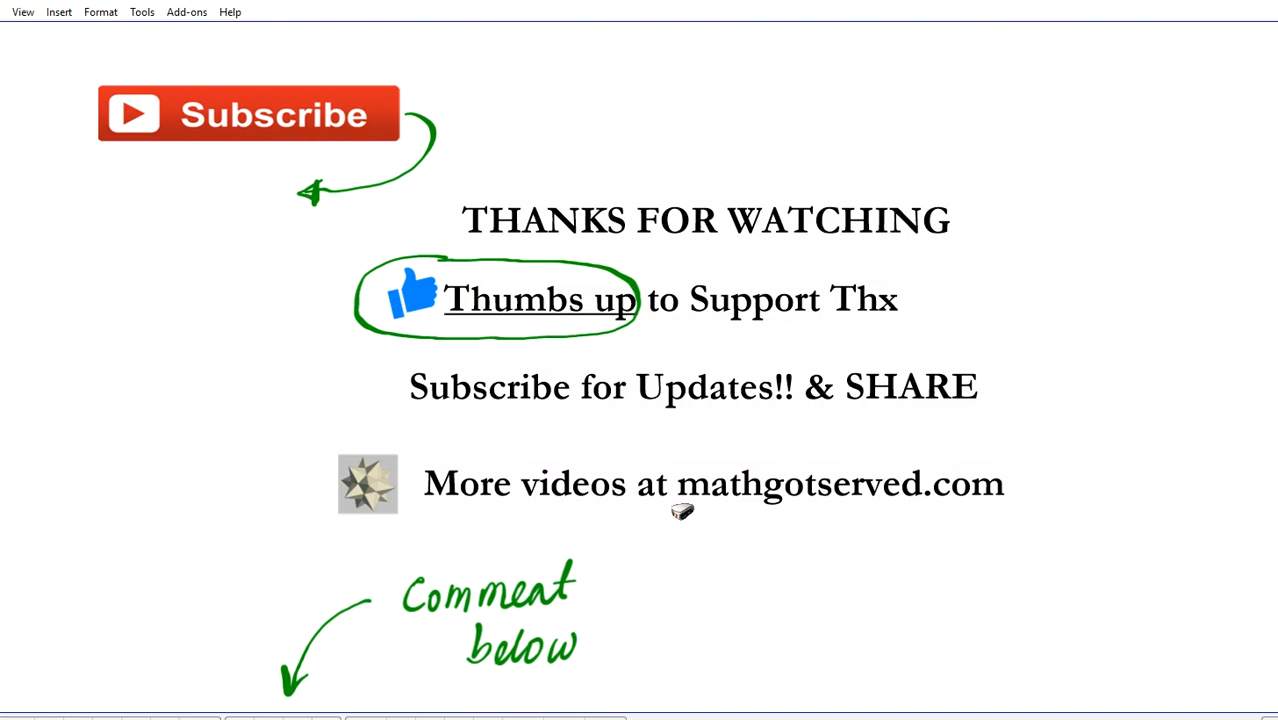 View Insert Format Tools Add-ons Help
Subscribe
THANKS FOR WATCHING
Thumbs up to Support Thx
Subscribe for Updates!! & SHARE
More videos at mathgotserved.com
Comment
below